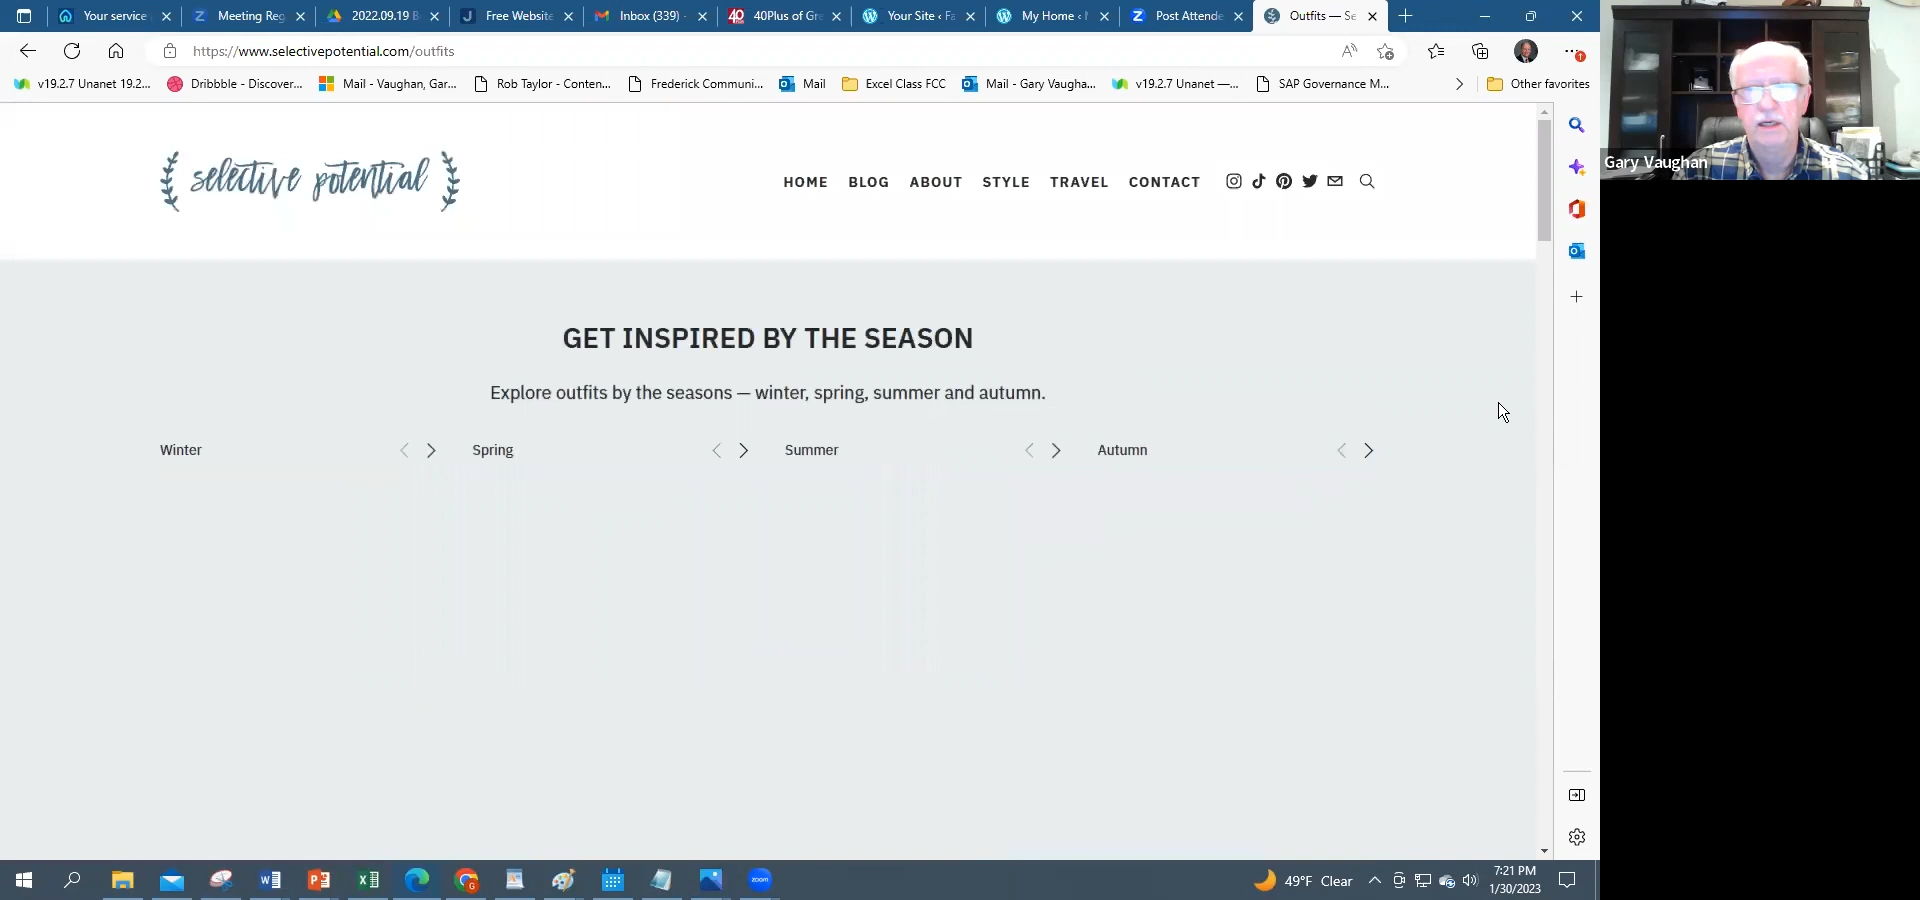 Your service
Meeting Reg
2022.09.19 B
Free Website
Inbox (339) -
40 40Plus of Gre
Your Site ‹ Fa
My Home ‹
Post Attende
Outfits — Se
https://www.selectivepotential.com/outfits
v19.2.7 Unanet 19.2...
Dribbble - Discover...
Mail - Vaughan, Gar...
Rob Taylor - Conten...
Frederick Communi...
Mail
Excel Class FCC
Mail - Gary Vaugha...
v19.2.7 Unanet —...
SAP Governance M...
Other favorites
Gary Vaughan
selective potential
HOME BLOG ABOUT STYLE TRAVEL CONTACT
GET INSPIRED BY THE SEASON
Explore outfits by the seasons — winter, spring, summer and autumn.
Winter
Spring
Summer
Autumn
49°F Clear
7:21 PM
1/30/2023
zoom